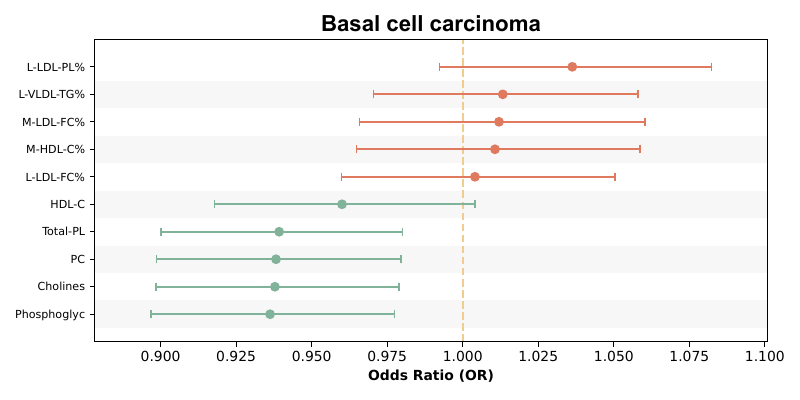 Basal cell carcinoma
L-LDL-PL%
L-VLDL-TG%
M-LDL-FC%
M-HDL-C%
L-LDL-FC%
HDL-C
Total-PL
PC
Cholines
Phosphoglyc
0.900 0.925 0.950 0.975 1.000 1.025 1.050 1.075 1.100
Odds Ratio (OR)